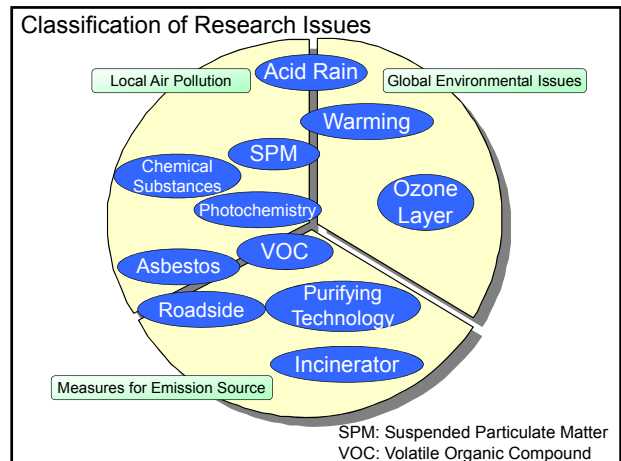 Classification of Research Issues
Local Air Pollution
Acid Rain
Global Environmental Issues
Warming
SPM
Chemical
Substances
Ozone
Layer
Photochemistry
VOC
Asbestos
Roadside
Purifying
Technology
Incinerator
Measures for Emission Source
SPM: Suspended Particulate Matter
VOC: Volatile Organic Compound